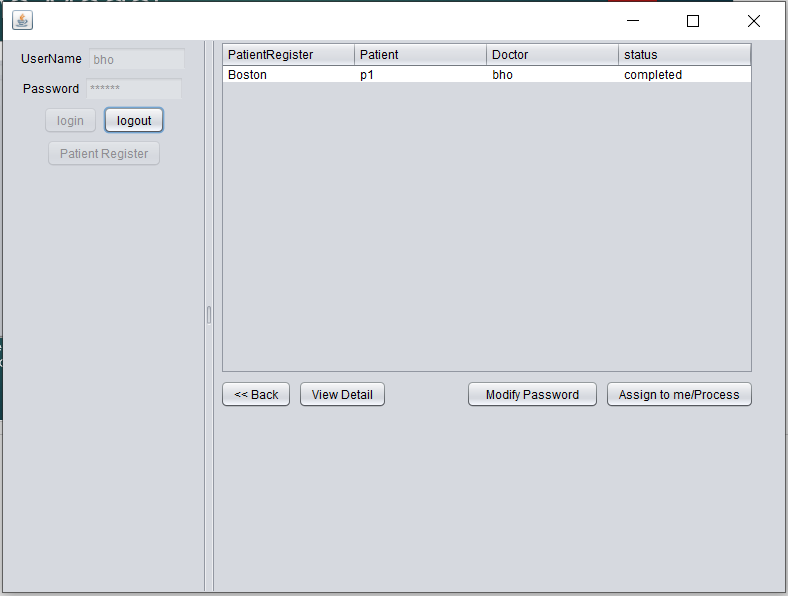 UserName bho
Password ******
login logout
Patient Register
PatientRegister Patient Doctor status
Boston p1 bho completed
<< Back View Detail Modify Password Assign to me/Process